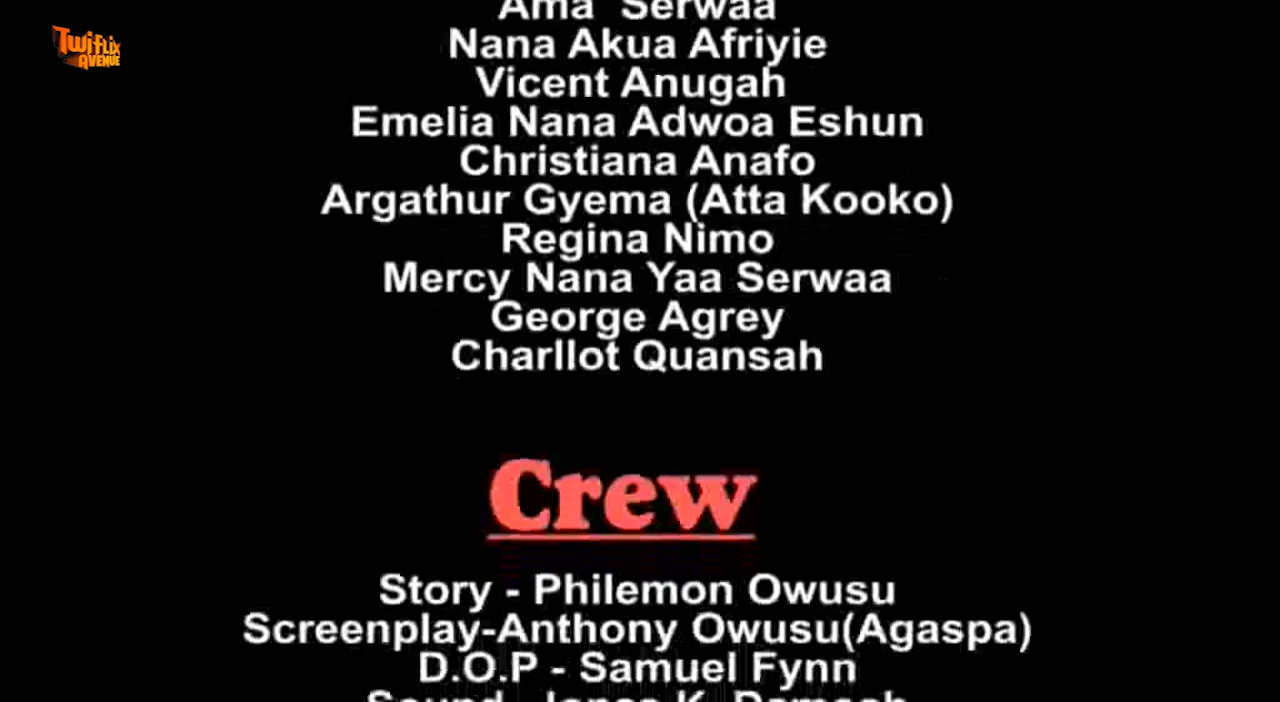 TwiFlix
Avenue
Ama Serwaa
Nana Akua Afriyie
Vicent Anugah
Emelia Nana Adwoa Eshun
Christiana Anafo
Argathur Gyema (Atta Kooko)
Regina Nimo
Mercy Nana Yaa Serwaa
George Agrey
Charllot Quansah
Crew
Story - Philemon Owusu
Screenplay-Anthony Owusu(Agaspa)
D.O.P - Samuel Fynn
Sound